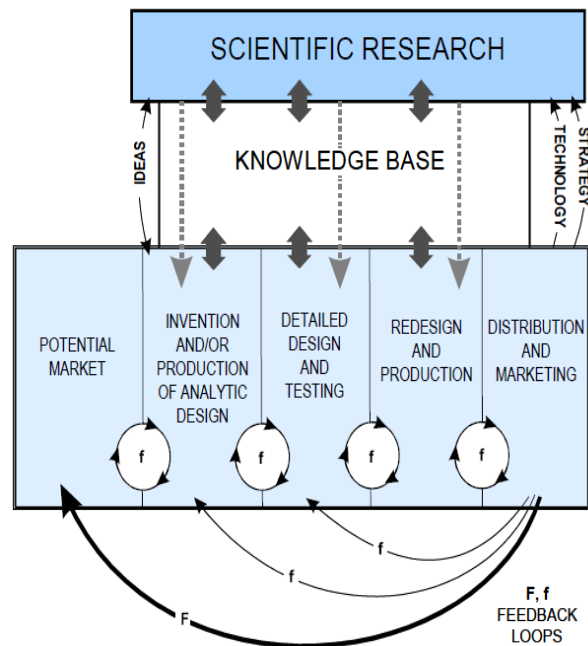 SCIENTIFIC RESEARCH
IDEAS
KNOWLEDGE BASE
TECHNOLOGY
STRATEGY
POTENTIAL
MARKET
INVENTION
AND/OR
PRODUCTION
OF ANALYTIC
DESIGN
DETAILED
DESIGN
AND
TESTING
REDESIGN
AND
PRODUCTION
DISTRIBUTION
AND
MARKETING
f
f
f
f
f
f
F
F, f
FEEDBACK
LOOPS